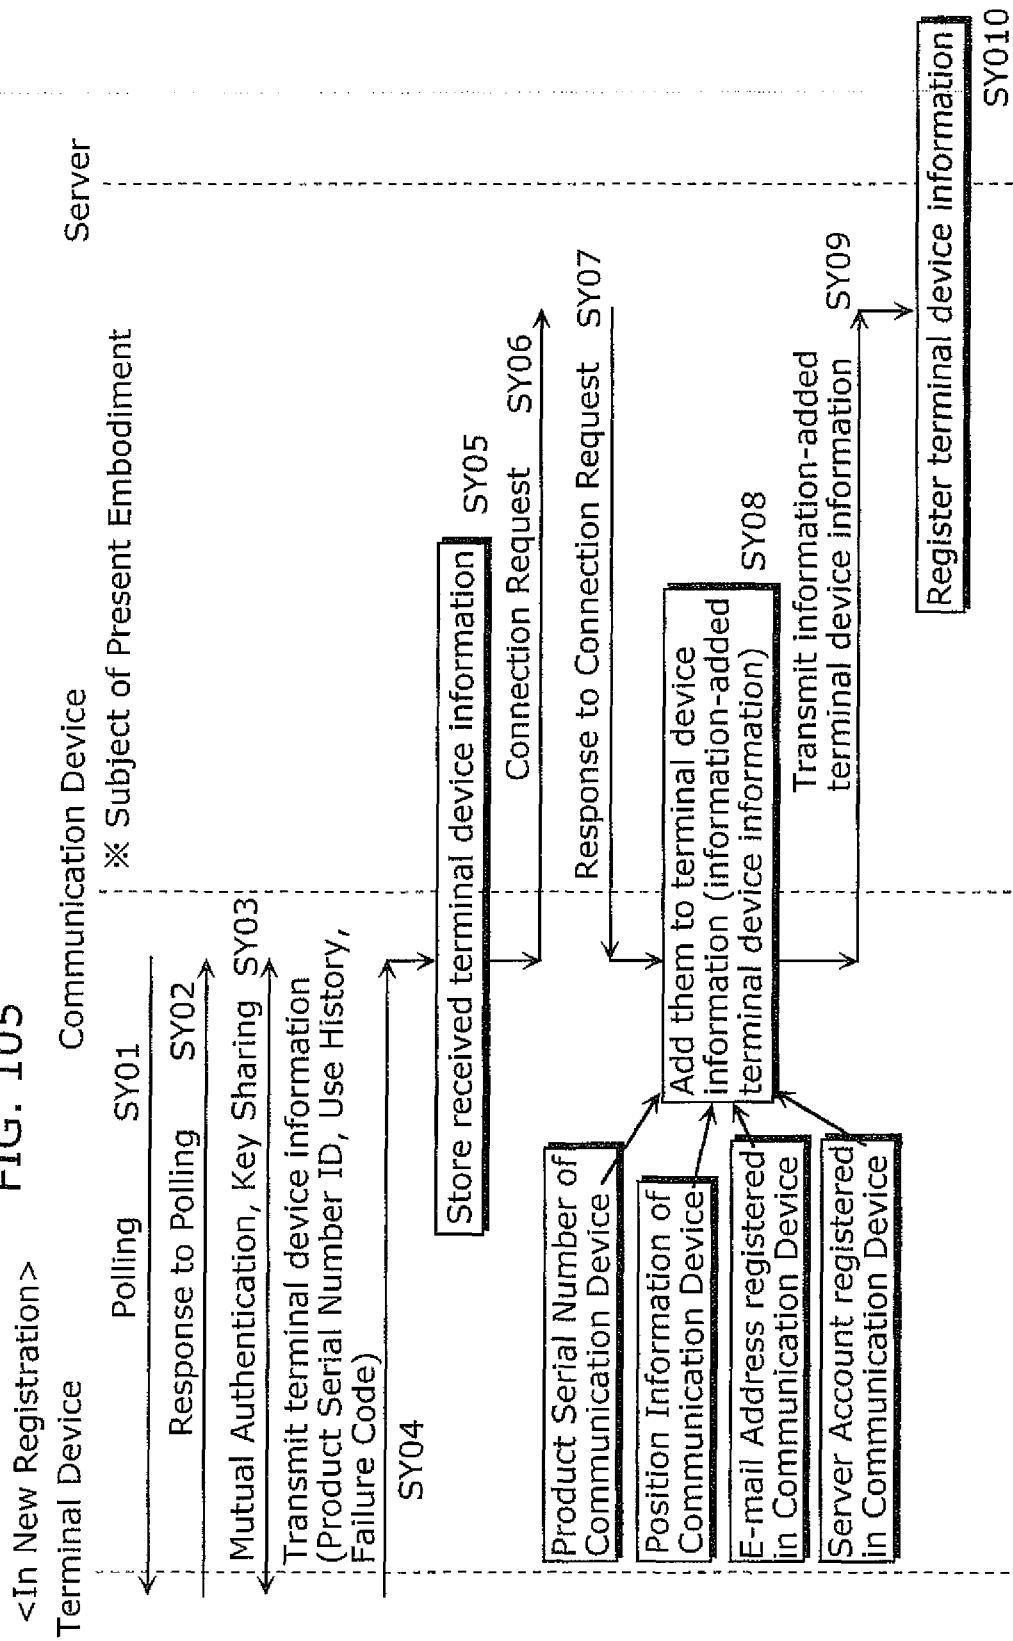 FIG. 105
<In New Registration>
Terminal Device
Communication Device
Server
※ Subject of Present Embodiment
Polling SY01
Response to Polling SY02
Mutual Authentication, Key Sharing SY03
Transmit terminal device information
(Product Serial Number ID, Use History,
Failure Code)
SY04
Store received terminal device information
SY05
Connection Request SY06
Response to Connection Request SY07
Product Serial Number of
Communication Device
Position Information of
Communication Device
E-mail Address registered
in Communication Device
Server Account registered
in Communication Device
Add them to terminal device
information (information-added
terminal device information)
SY08
Transmit information-added
terminal device information
SY09
Register terminal device information
SY010